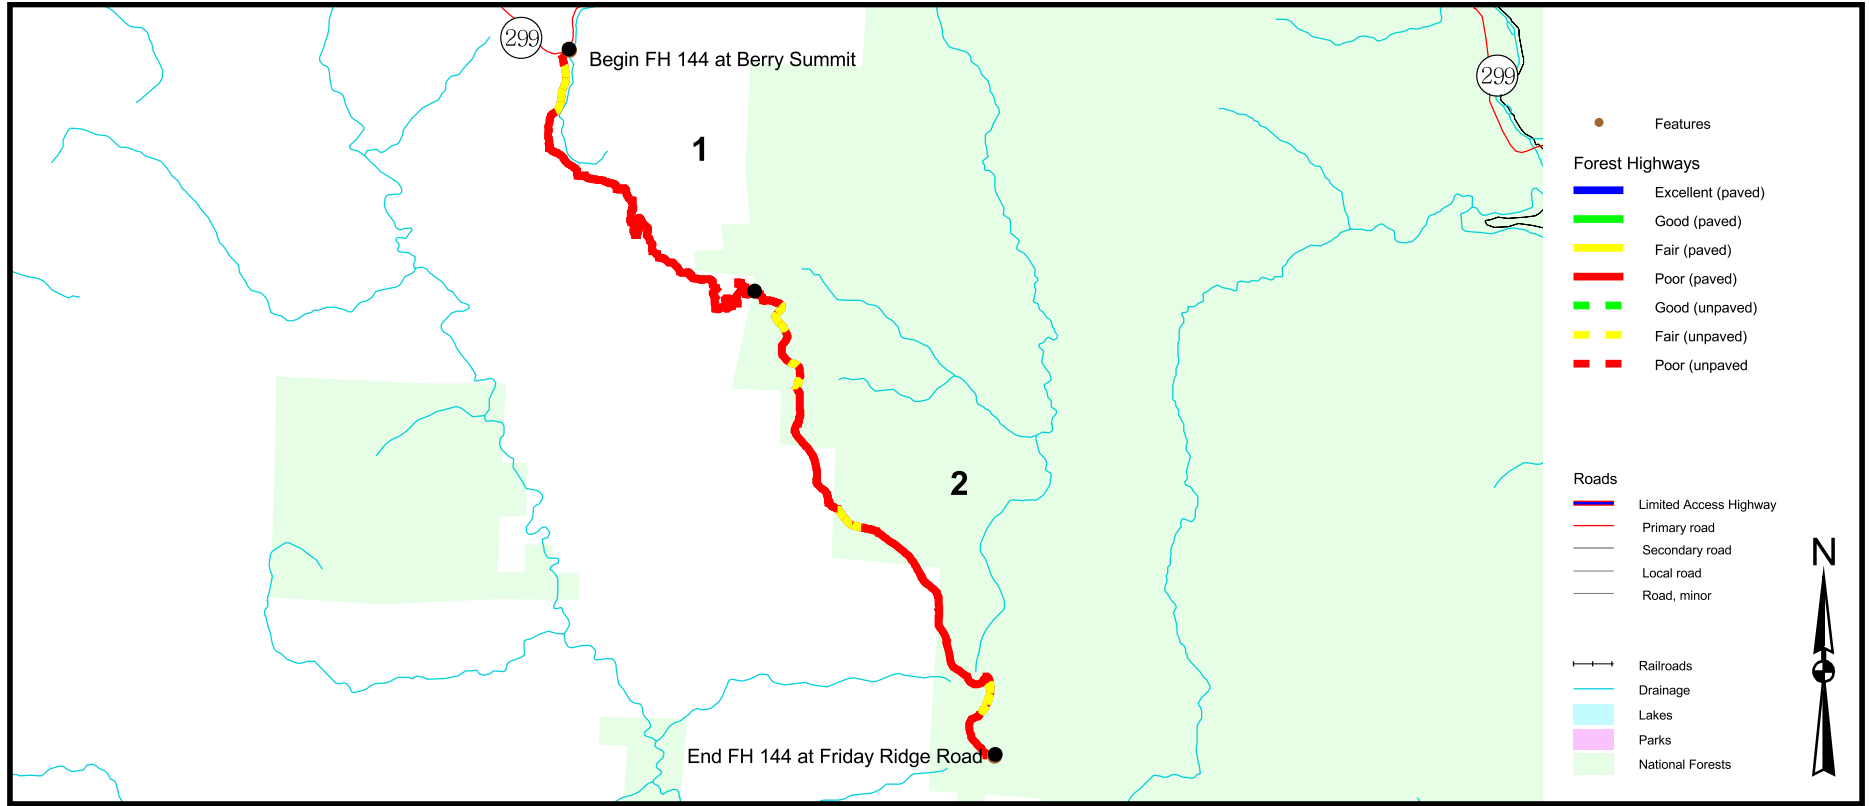 299
Begin FH 144 at Berry Summit
299
1
2
End FH 144 at Friday Ridge Road
Features
Forest Highways
Excellent (paved)
Good (paved)
Fair (paved)
Poor (paved)
Good (unpaved)
Fair (unpaved)
Poor (unpaved
Roads
Limited Access Highway
Primary road
Secondary road
Local road
Road, minor
N
Railroads
Drainage
Lakes
Parks
National Forests